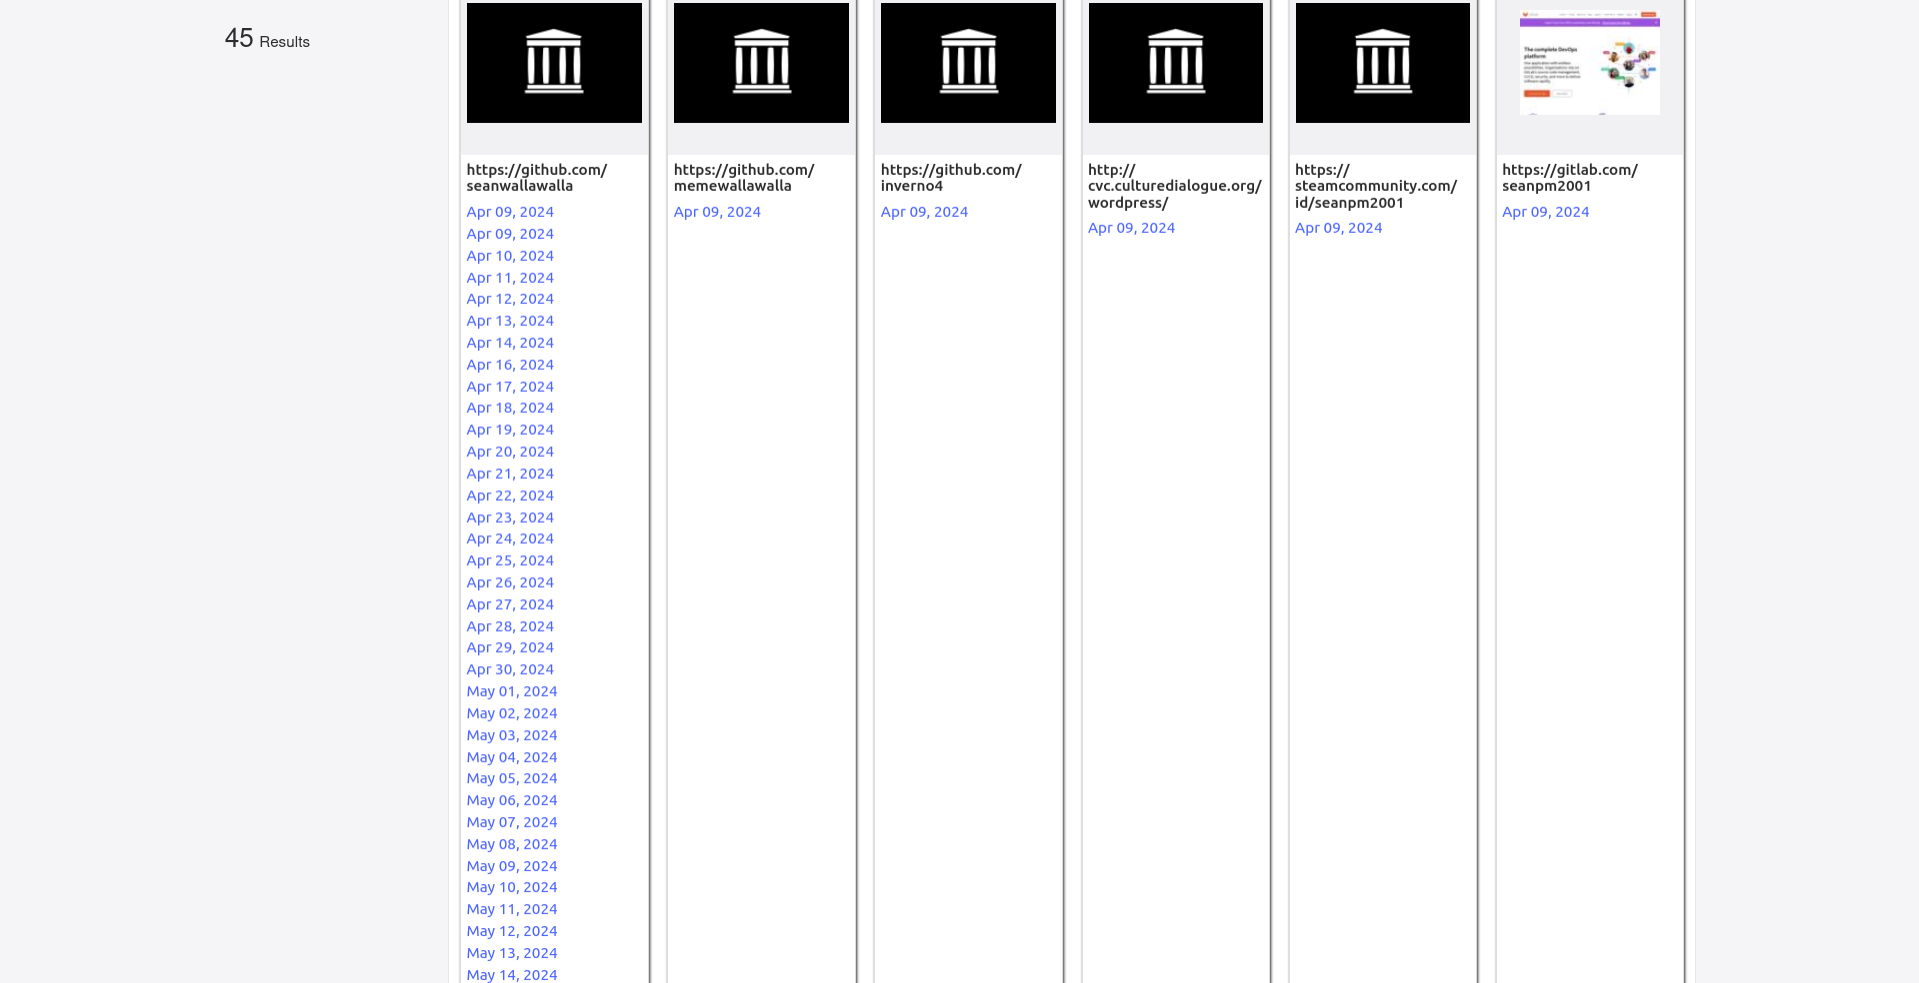 45 Results
https://github.com/
seanwallawalla
Apr 09, 2024
Apr 09, 2024
Apr 10, 2024
Apr 11, 2024
Apr 12, 2024
Apr 13, 2024
Apr 14, 2024
Apr 16, 2024
Apr 17, 2024
Apr 18, 2024
Apr 19, 2024
Apr 20, 2024
Apr 21, 2024
Apr 22, 2024
Apr 23, 2024
Apr 24, 2024
Apr 25, 2024
Apr 26, 2024
Apr 27, 2024
Apr 28, 2024
Apr 29, 2024
Apr 30, 2024
May 01, 2024
May 02, 2024
May 03, 2024
May 04, 2024
May 05, 2024
May 06, 2024
May 07, 2024
May 08, 2024
May 09, 2024
May 10, 2024
May 11, 2024
May 12, 2024
May 13, 2024
May 14, 2024
https://github.com/
memewallawalla
Apr 09, 2024
https://github.com/
inverno4
Apr 09, 2024
http://
cvc.culturedialogue.org/
wordpress/
Apr 09, 2024
https://
steamcommunity.com/
id/seanpm2001
Apr 09, 2024
The complete DevOps
platform
https://gitlab.com/
seanpm2001
Apr 09, 2024